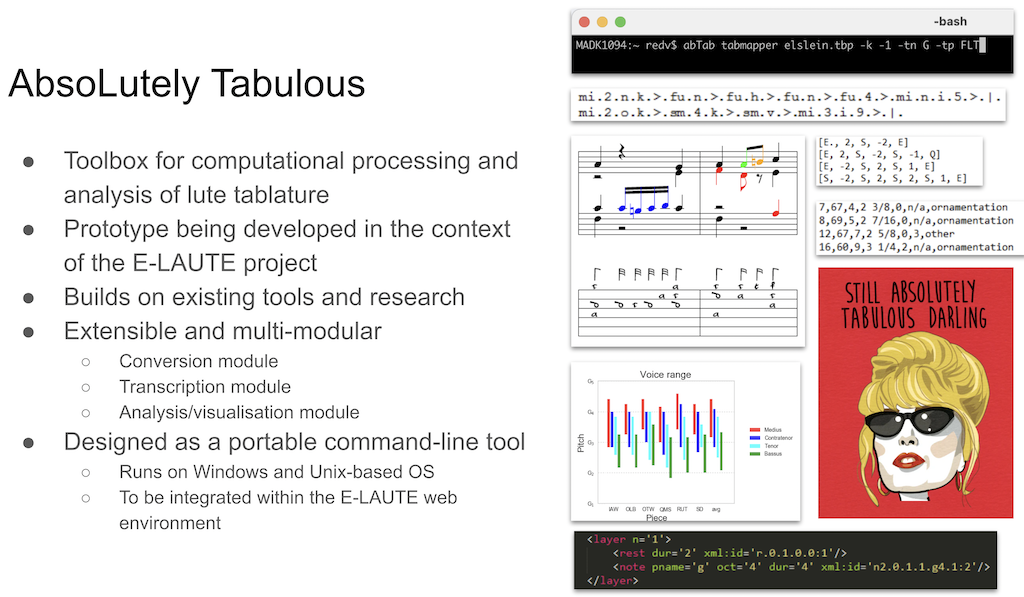 AbsoLutely Tabulous
● Toolbox for computational processing and
analysis of lute tablature
● Prototype being developed in the context
of the E-LAUTE project
● Builds on existing tools and research
● Extensible and multi-modular
○ Conversion module
○ Transcription module
○ Analysis/visualisation module
● Designed as a portable command-line tool
○ Runs on Windows and Unix-based OS
○ To be integrated within the E-LAUTE web
environment
-bash
MADK1094:~ redv$ abTab tabmapper elslein.tbp -k -1 -tn G -tp FLT
mi.2.n.k.>.fu.n.>.fu.h.>.fu.n.>.fu.4.>.mi.n.i.5.>.|.
mi.2.o.k.>.sm.4.k.>.sm.v.>.mi.3.i.9.>.|.
[E., 2, S, -2, E]
[E, 2, S, -2, S, -1, Q]
[E, -2, S, 2, S, 1, E]
[S, -2, S, 2, S, 2, S, 1, E]
7,67,4,2 3/8,0,n/a,ornamentation
8,69,5,2 7/16,0,n/a,ornamentation
12,67,7,2 5/8,0,3,other
16,60,9,3 1/4,2,n/a,ornamentation
STILL ABSOLUTELY
TABULOUS DARLING
Voice range
Pitch
G5
G4
G3
G2
G1
IAW OLB OTW QMS RUT SD avg
Piece
Medius
Contratenor
Tenor
Bassus
<layer n='1'>
<rest dur='2' xml:id='r.0.1.0.0:1'/>
<note pname='g' oct='4' dur='4' xml:id='n2.0.1.1.g4.1:2'/>
</layer>